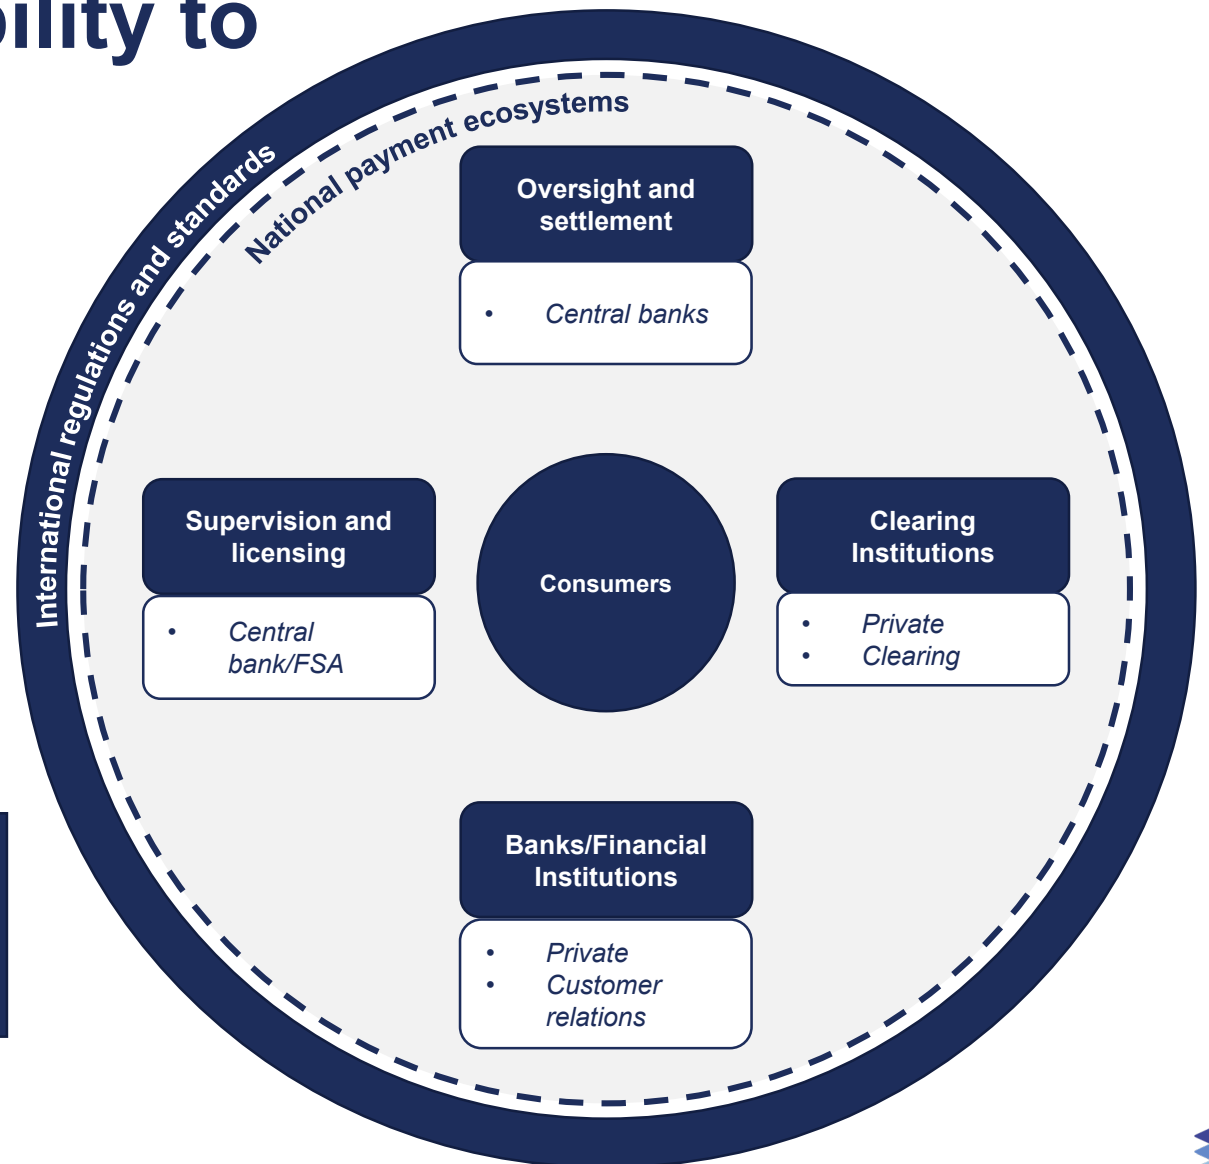 bility to
International regulations and standards
National payment ecosystems
Oversight and
settlement
• Central banks
Supervision and
licensing
• Central
bank/FSA
Consumers
Clearing
Institutions
• Private
• Clearing
Banks/Financial
Institutions
• Private
• Customer
relations